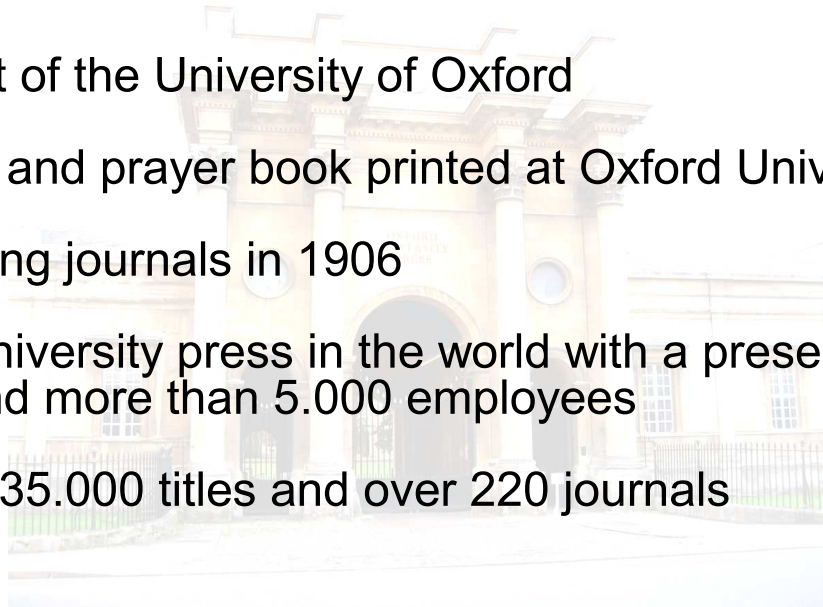 t of the University of Oxford
and prayer book printed at Oxford Univ
ng journals in 1906
niversity press in the world with a prese
nd more than 5.000 employees
35.000 titles and over 220 journals